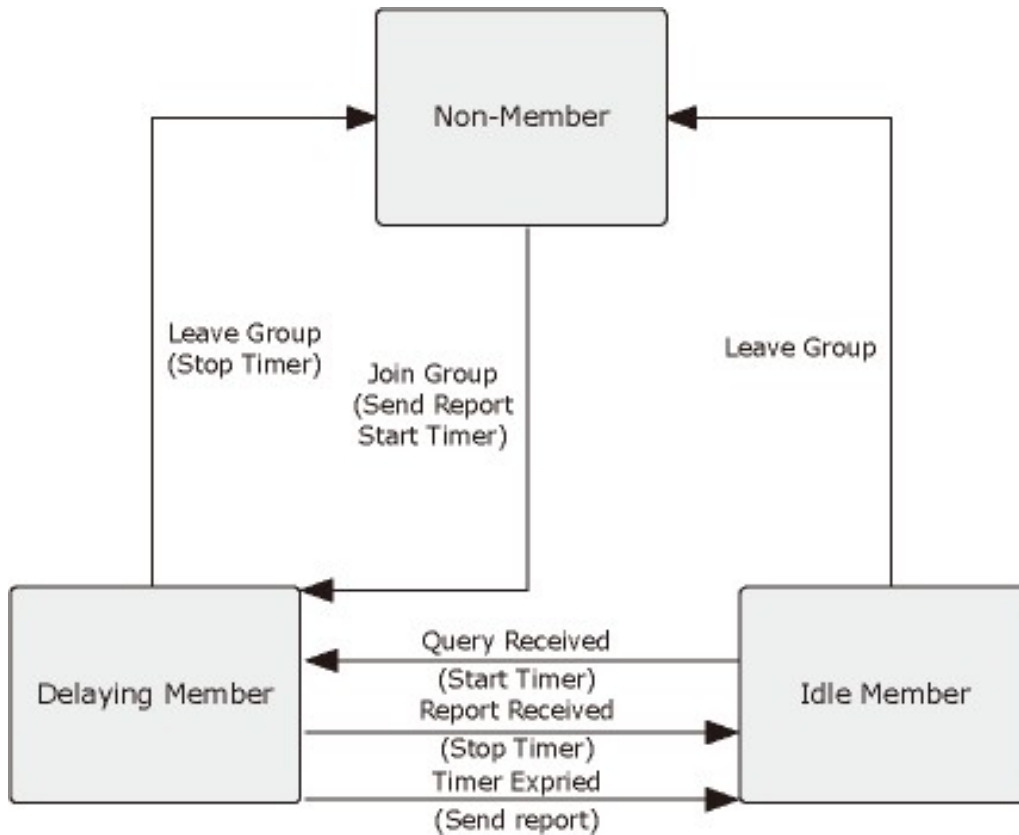 Non-Member
Leave Group
(Stop Timer)
Join Group
(Send Report
Start Timer)
Leave Group
Delaying Member
Query Received
(Start Timer)
Report Received
(Stop Timer)
Timer Expried
(Send report)
Idle Member